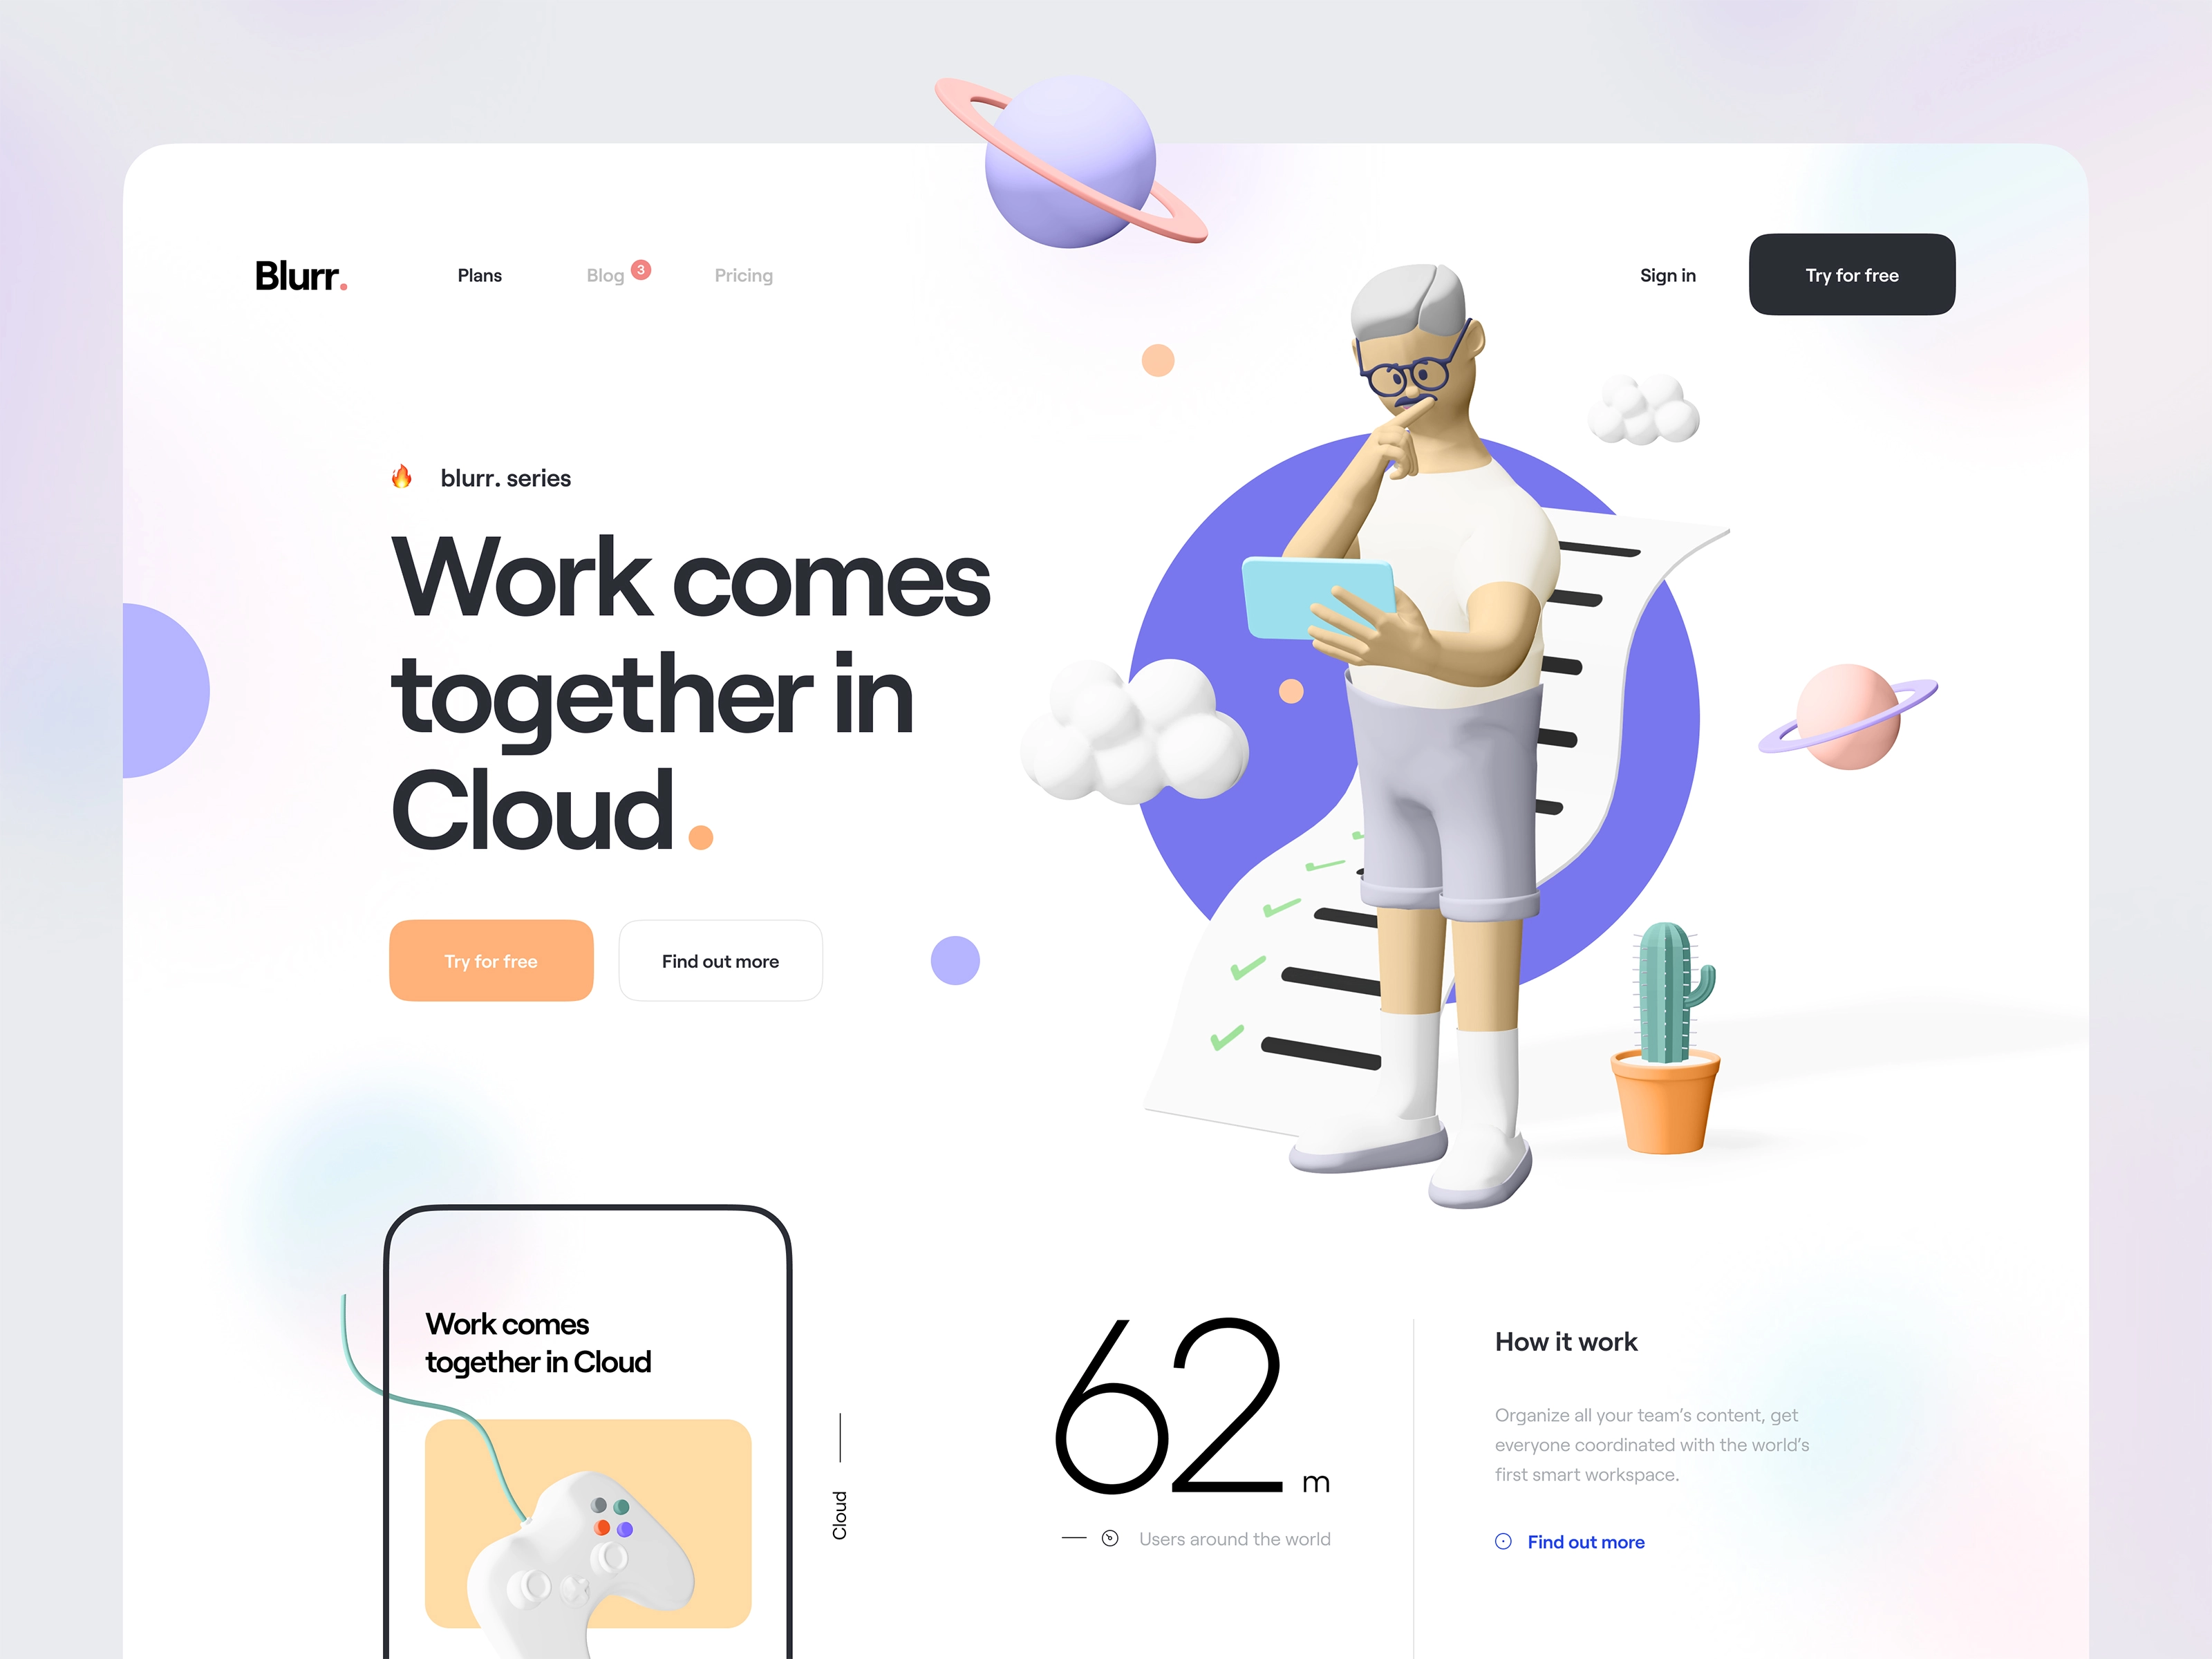 Blurr.
Plans
Blog 3
Pricing
Sign in
Try for free
blurr. series
Work comes
together in
Cloud.
Try for free
Find out more
Work comes
together in Cloud
Cloud
62 m
Users around the world
How it work
Organize all your team's content, get
everyone coordinated with the world's
first smart workspace.
Find out more